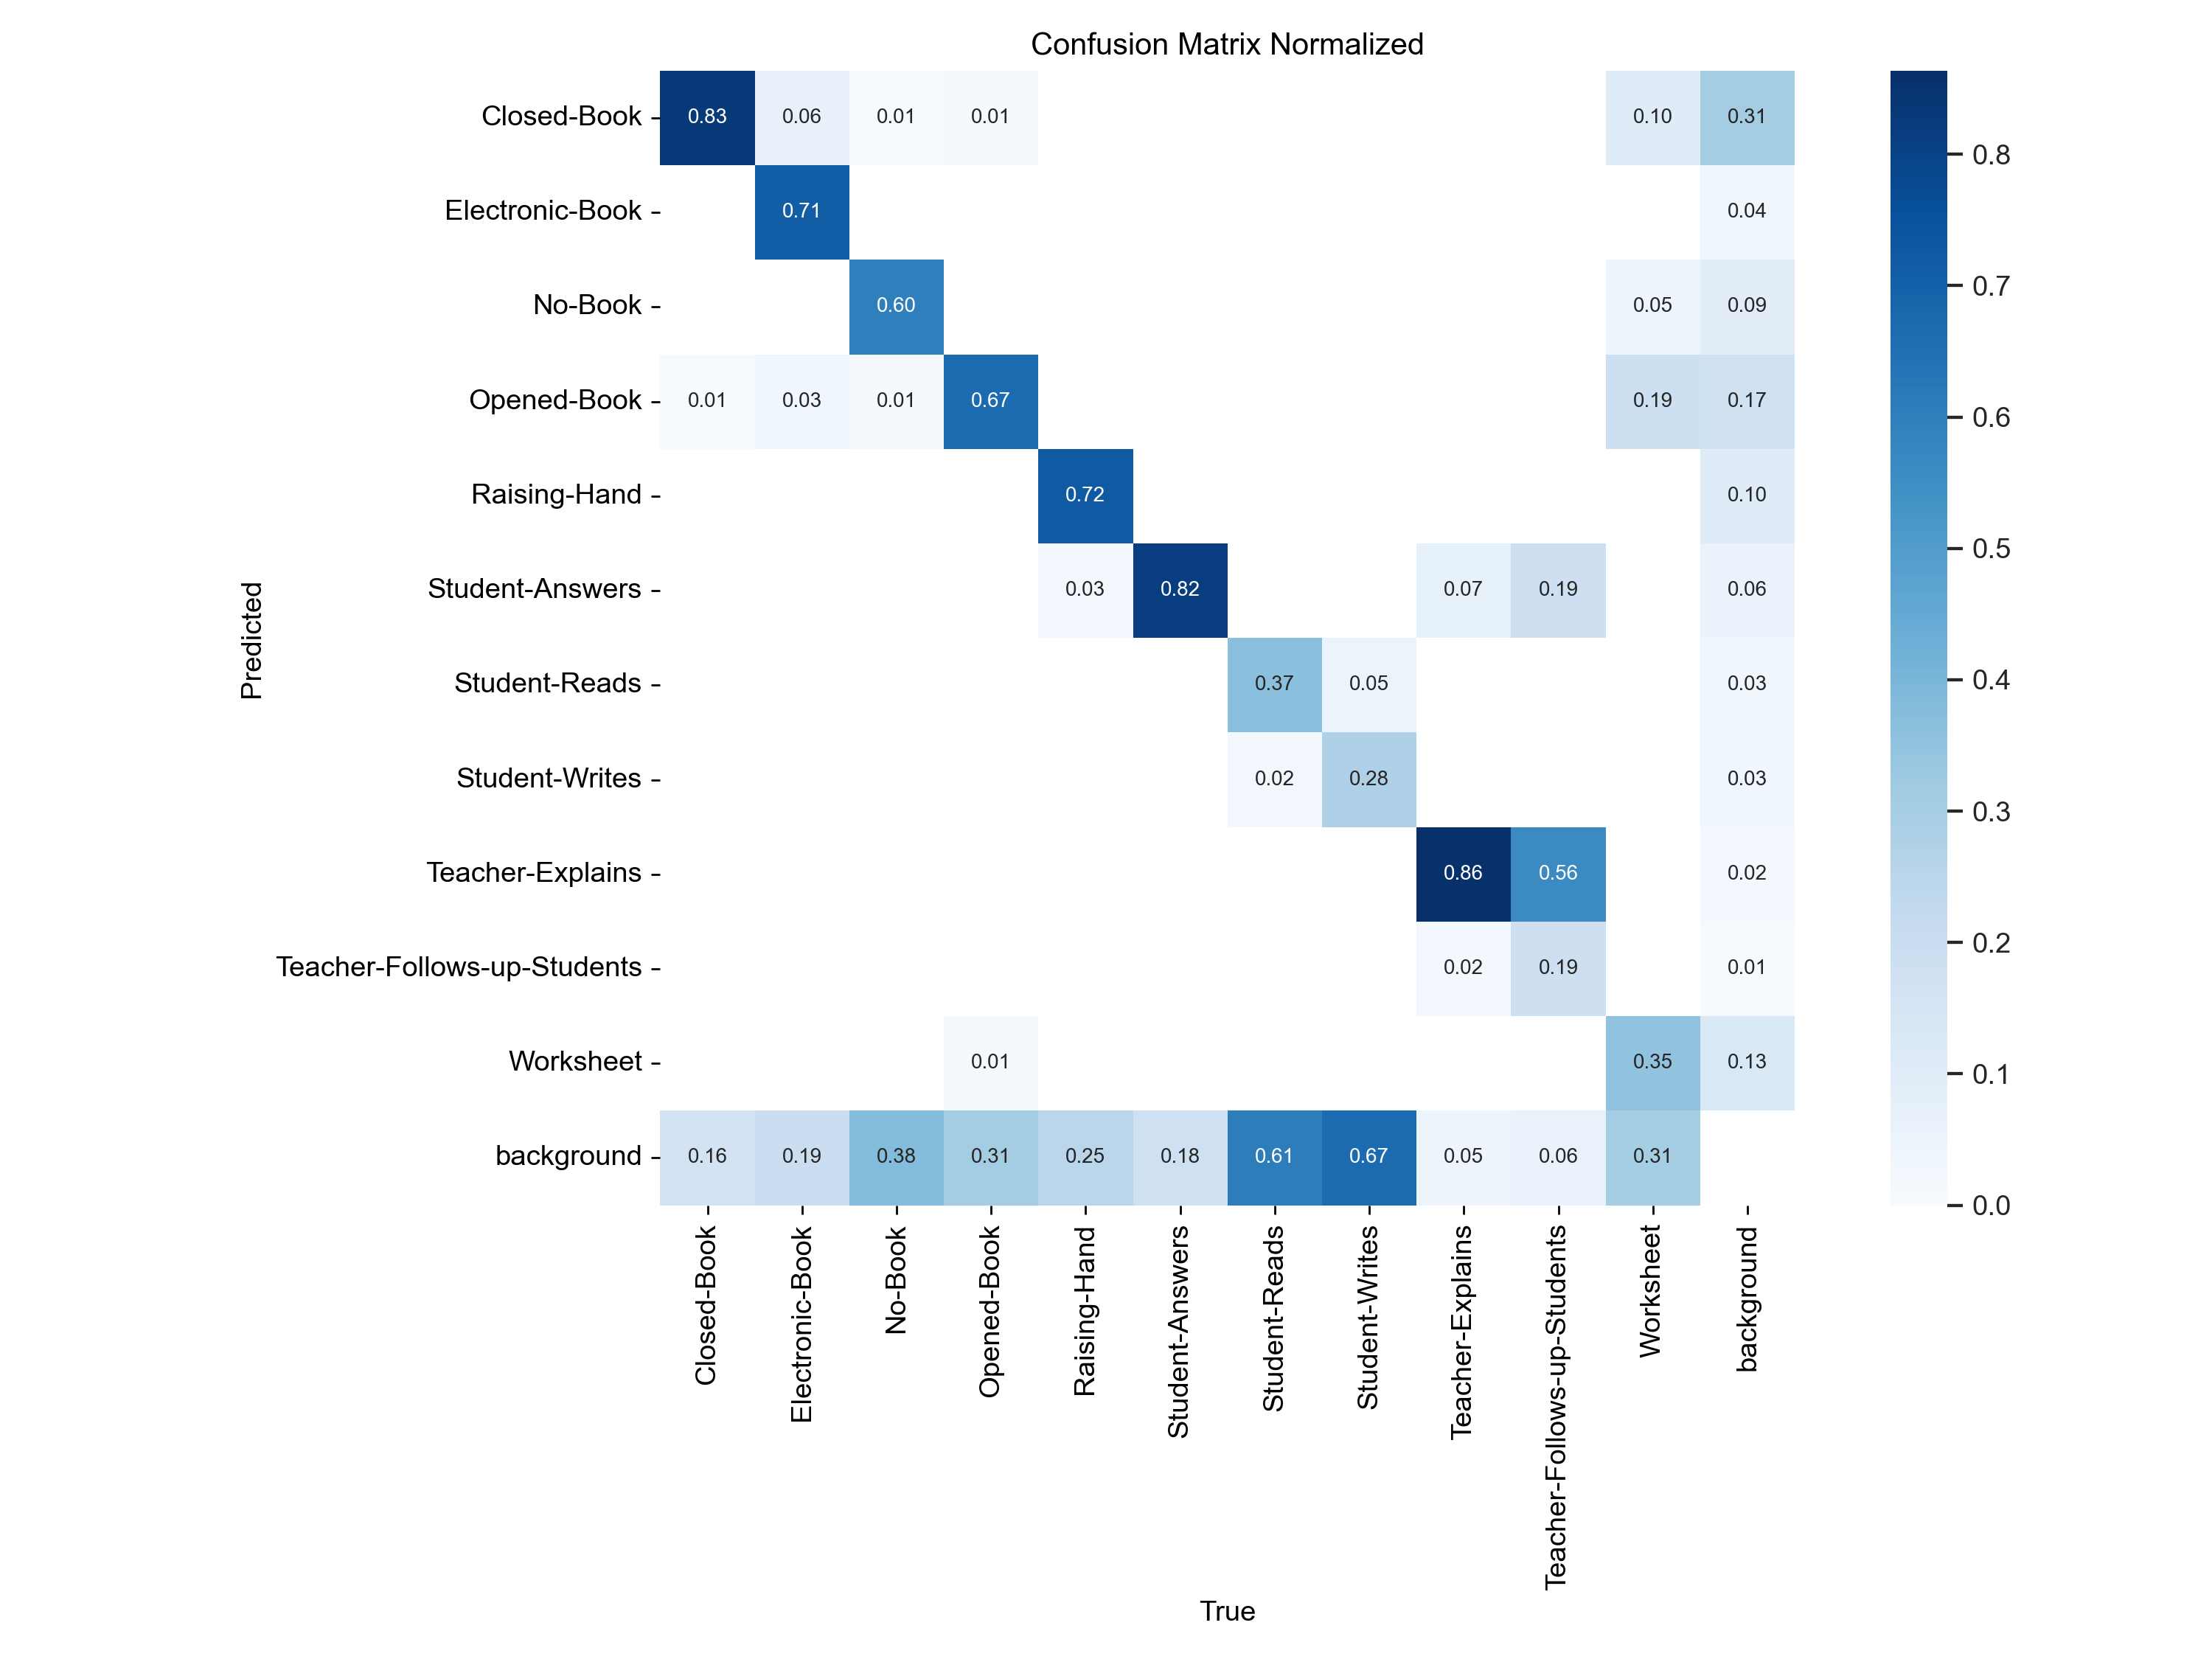 Confusion Matrix Normalized
Closed-Book 0.83 0.06 0.01 0.01 0.10 0.31
Electronic-Book 0.71 0.04
No-Book 0.60 0.05 0.09
Opened-Book 0.01 0.03 0.01 0.67 0.19 0.17
Raising-Hand 0.72 0.10
Student-Answers 0.03 0.82 0.07 0.19 0.06
Student-Reads 0.37 0.05 0.03
Student-Writes 0.02 0.28 0.03
Teacher-Explains 0.86 0.56 0.02
Teacher-Follows-up-Students 0.02 0.19 0.01
Worksheet 0.01 0.35 0.13
background 0.16 0.19 0.38 0.31 0.25 0.18 0.61 0.67 0.05 0.06 0.31
Predicted
Closed-Book
Electronic-Book
No-Book
Opened-Book
Raising-Hand
Student-Answers
Student-Reads
Student-Writes
Teacher-Explains
Teacher-Follows-up-Students
Worksheet
background
True
0.8
0.7
0.6
0.5
0.4
0.3
0.2
0.1
0.0